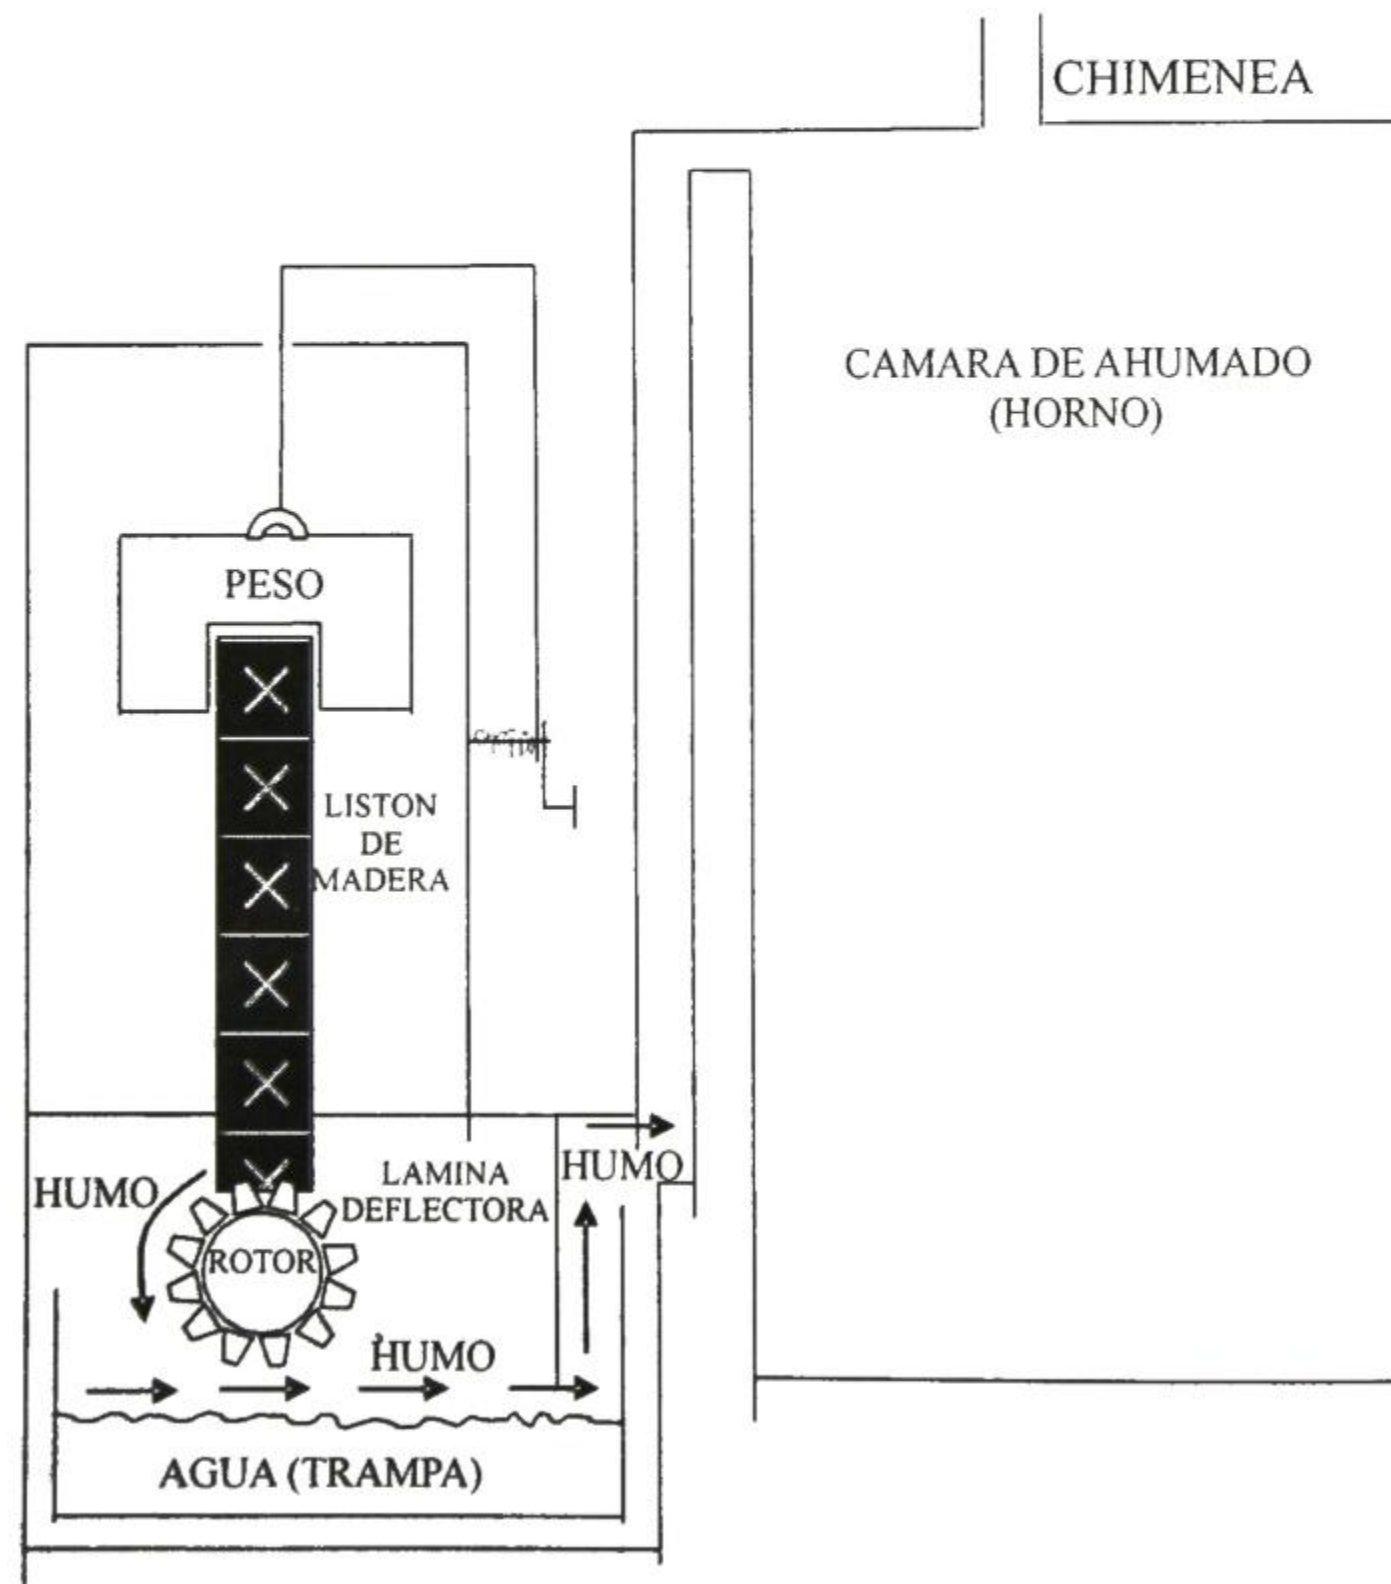 CHIMENEA
CAMARA DE AHUMADO
(HORNO)
PESO
LISTON
DE
MADERA
HUMO
LAMINA
DEFLECTORA
HUMO
ROTOR
HUMO
AGUA (TRAMPA)